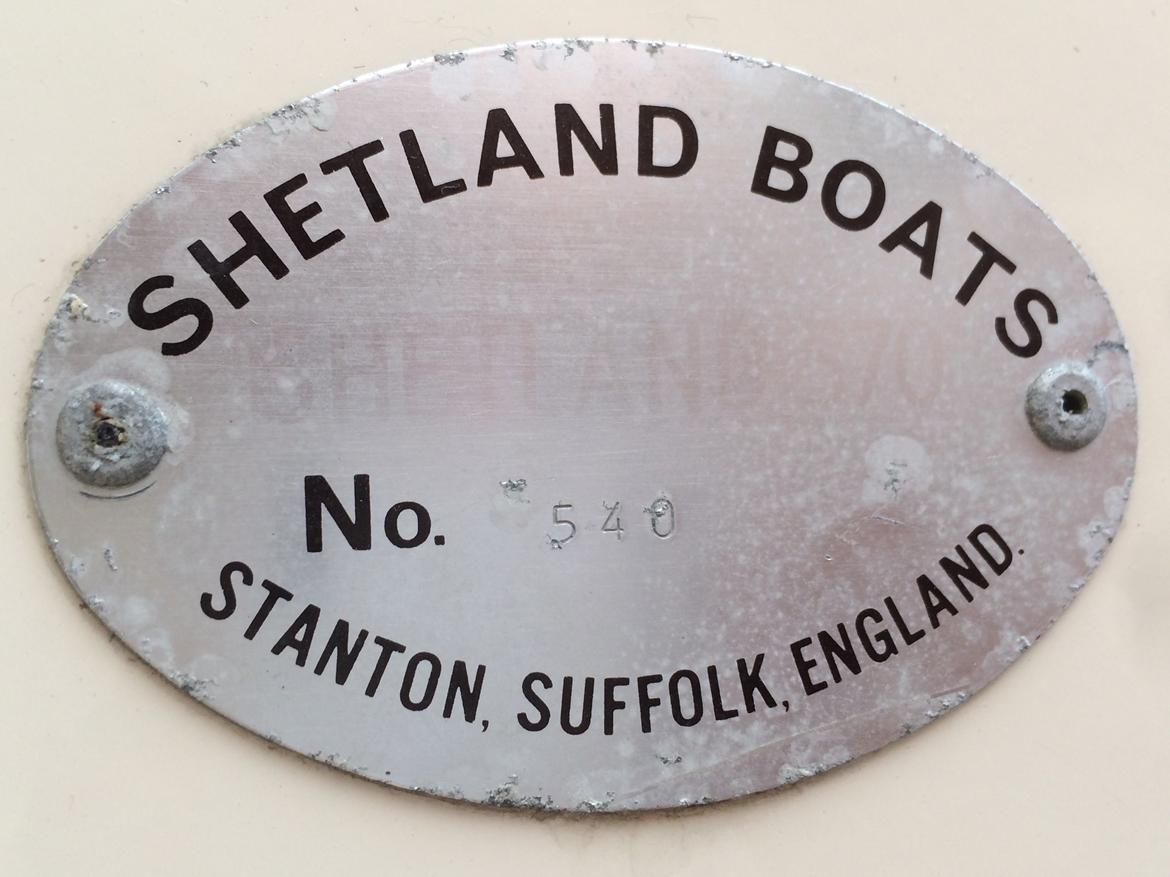 SHETLAND BOATS
No. 540
STANTON, SUFFOLK, ENGLAND.